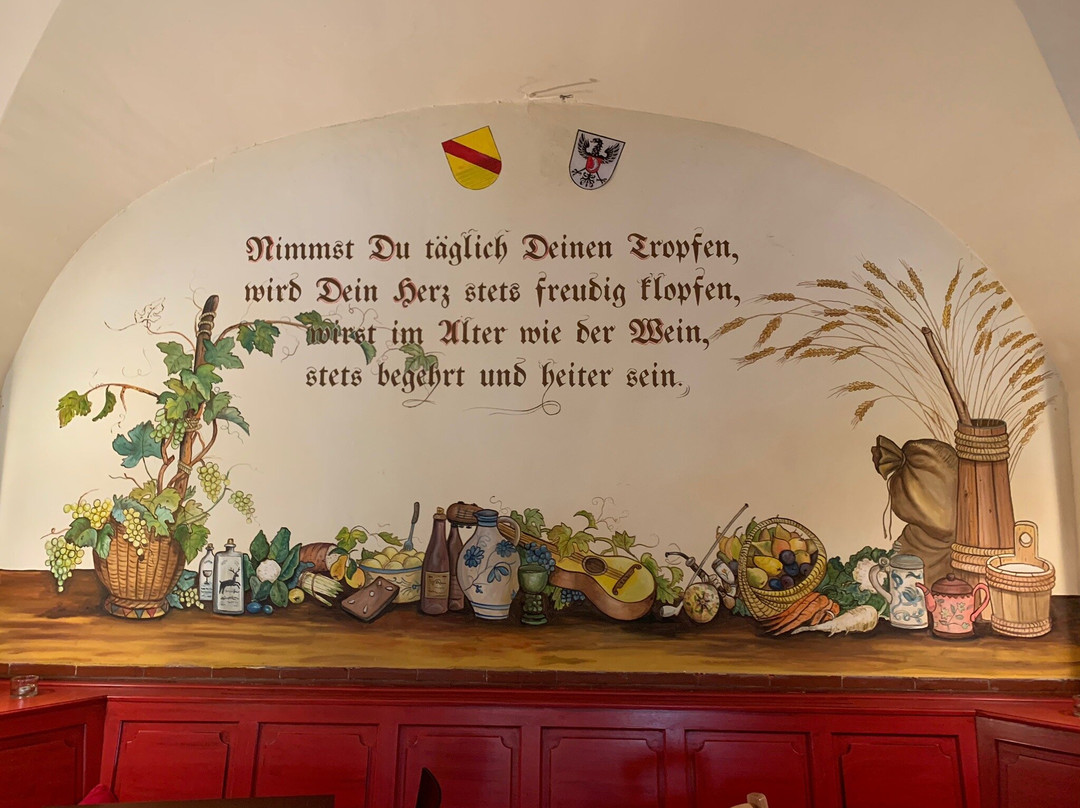 Nimmst Du täglich Deinen Tropfen,
wird Dein Herz stets freudig klopfen,
wirst im Alter wie der Wein,
stets begehrt und heiter sein.